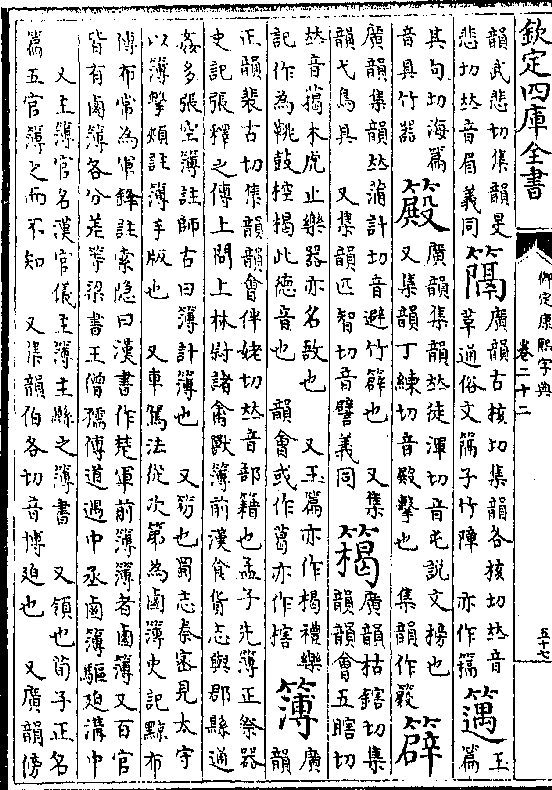 欽定四庫全書
御定康熙字典
卷二十二
五十七
韻武悲切集韻旻
悲切𠀤音眉義同
⿱竹隔
廣韻古核切集韻各核切𠀤音
革通俗文籓子竹障 亦作
⿱竹遇
玉
篇
其句切海篇
音具竹器
⿱竹殿
廣韻集韻𠀤徒渾切音屯說文榜也
又集韻丁練切音殿擊也 集韻作
⿱竹辟
廣韻集韻𠀤蒲計切音避竹簈也 又集
韻弋鳥具 又集韻匹智切音譬義同
⿱竹楬
廣韻枯鎋切集
韻韻會丘瞎切
𠀤音木虎止樂器亦名敔也 又玉篇亦作楬禮樂
記作為鞉鼓椌楬此德音也 韻會或作亦作
簿
廣
韻
正韻裴古切集韻韻會伴姥切𠀤音部籍也孟子先簿正祭器
史記張釋之傳上問上林尉諸禽獸簿前漢食貨志與郡縣通
姦多張空簿註師古曰簿計簿也 又笏也蜀志秦宓見太守
以簿擊頰註簿手版也 又車駕法從次第為鹵簿史記黥布
傳布常為軍鋒註索隱曰漢書作楚軍前簿簿者鹵簿又百官
皆有鹵簿各分差等梁書王僧孺傳道遇中丞鹵簿驅迫溝中
又主簿官名漢官儀主簿主縣之簿書 又領也荀子正名
篇五官簿之而不知 又集韻伯各切音博迫也 又廣韻傍